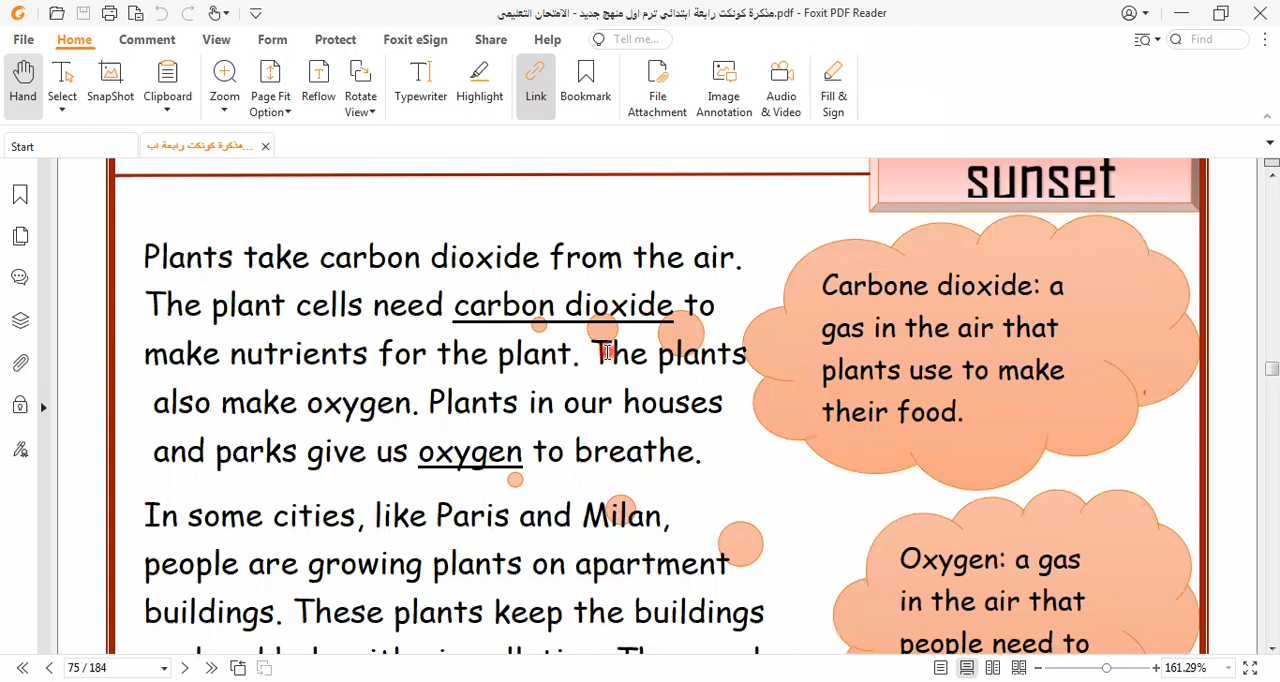 مذكرة كونكت رابعة ابتدائي ترم اول منهج جديد - الامتحان التعليمى.pdf - Foxit PDF Reader
File Home Comment View Form Protect Foxit eSign Share Help Tell me... Find
Hand Select SnapShot Clipboard Zoom Page Fit Option Reflow Rotate View Typewriter Highlight Link Bookmark File Attachment Image Annotation Audio & Video Fill & Sign
Start مذكرة كونكت رابعة اب...
sunset
Plants take carbon dioxide from the air.
The plant cells need carbon dioxide to
make nutrients for the plant. The plants
also make oxygen. Plants in our houses
and parks give us oxygen to breathe.
In some cities, like Paris and Milan,
people are growing plants on apartment
buildings. These plants keep the buildings
Carbone dioxide: a
gas in the air that
plants use to make
their food.
Oxygen: a gas
in the air that
people need to
75 / 184 161.29%